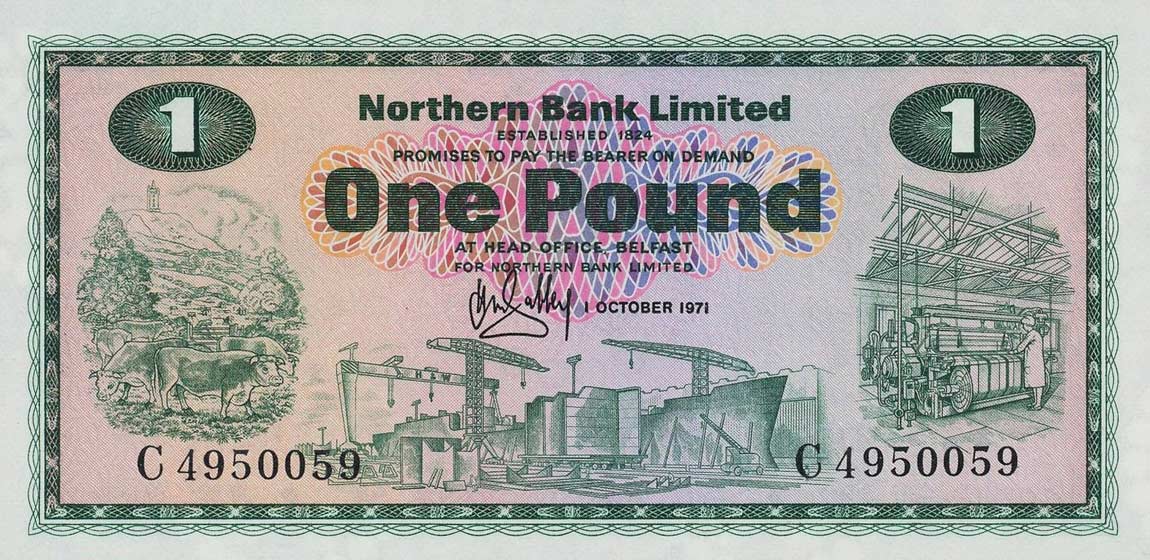 1
1
Northern Bank Limited
ESTABLISHED 1824
PROMISES TO PAY THE BEARER ON DEMAND
One Pound
AT HEAD OFFICE, BELFAST
FOR NORTHERN BANK LIMITED
1 OCTOBER 1971
C 4950059
C 4950059